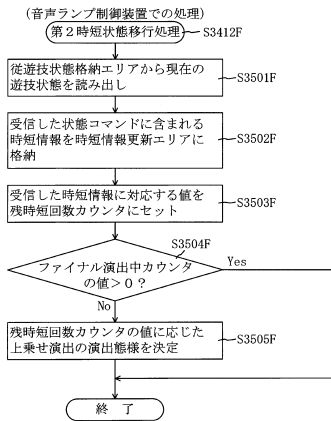 (音声ランプ制御装置での処理)
第2時短状態移行処理
S3412F
従遊技状態格納エリアから現在の
遊技状態を読み出し
S3501F
受信した状態コマンドに含まれる
時短情報を時短情報更新エリアに
格納
S3502F
受信した時短情報に対応する値を
残時短回数カウンタにセット
S3503F
S3504F
ファイナル演出中カウンタ
の値>0?
Yes
No
残時短回数カウンタの値に応じた
上乗せ演出の演出態様を決定
S3505F
終 了